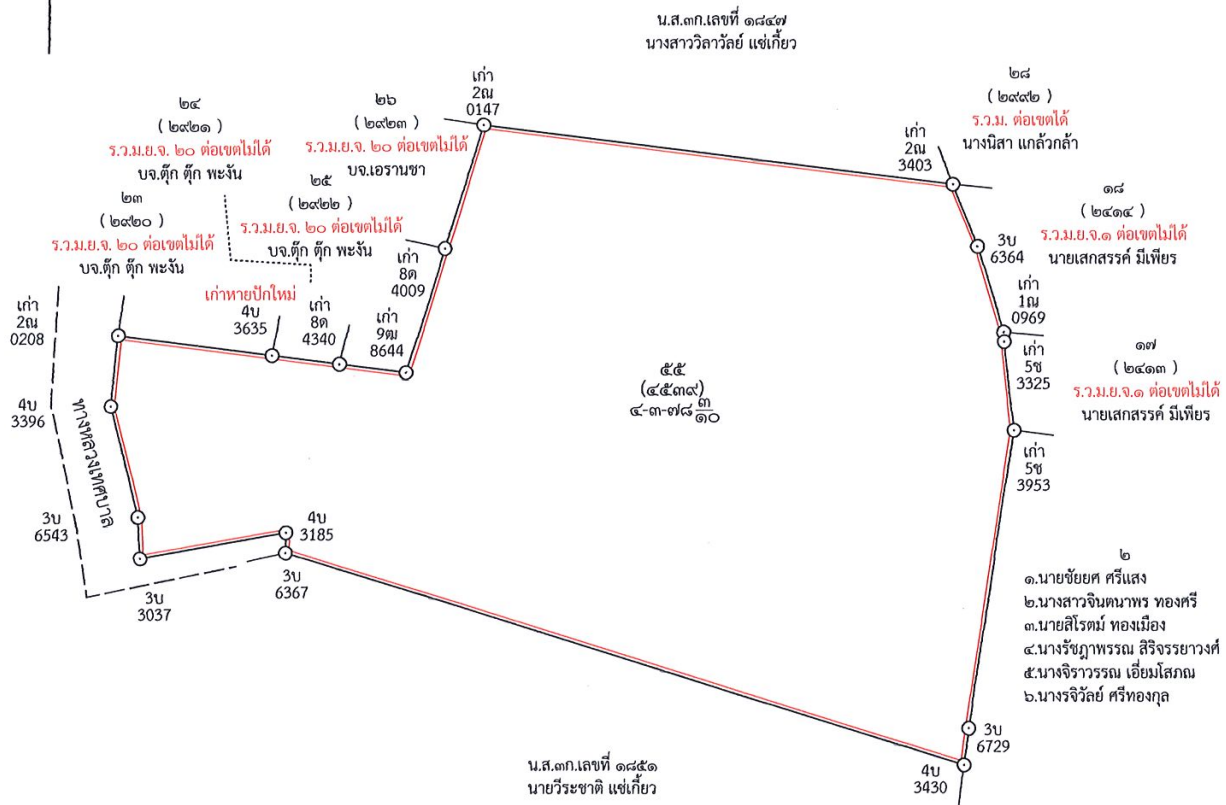 น.ส.๓ก.เลขที่ ๑๘๔๗
นางสาววิลาวัลย์ แซ่เกี้ยว
เก่า
2ณ
0147
๒๘
( ๒๙๙๒ )
ร.ว.ม. ต่อเขตได้
นางนิสา แกล้วกล้า
๒๔
( ๒๙๒๑ )
ร.ว.ม.ย.จ. ๒๐ ต่อเขตไม่ได้
บจ.ตุ๊ก ตุ๊ก พะงัน
๒๖
( ๒๙๒๓ )
ร.ว.ม.ย.จ. ๒๐ ต่อเขตไม่ได้
บจ.เอรานชา
เก่า
2ณ
3403
๒๓
( ๒๙๒๐ )
ร.ว.ม.ย.จ. ๒๐ ต่อเขตไม่ได้
บจ.ตุ๊ก ตุ๊ก พะงัน
๒๕
( ๒๙๒๒ )
ร.ว.ม.ย.จ. ๒๐ ต่อเขตไม่ได้
บจ.ตุ๊ก ตุ๊ก พะงัน
๑๘
( ๒๔๑๔ )
ร.ว.ม.ย.จ.๑ ต่อเขตไม่ได้
นายเสกสรรค์ มีเพียร
3บ
6364
เก่า
8ด
4009
เก่า
1ณ
0969
เก่าหายปักใหม่
4บ
3635
เก่า
8ด
4340
เก่า
9ฒ
8644
เก่า
2ณ
0208
เก่า
5ช
3325
๑๗
( ๒๔๑๓ )
ร.ว.ม.ย.จ.๑ ต่อเขตไม่ได้
นายเสกสรรค์ มีเพียร
๕๕
(๔๕๓๙)
๔-๓-๗๘ ๓/๑๐
4บ
3396
ทางหลวงเทศบาล
เก่า
5ช
3953
3บ
6543
4บ
3185
3บ
6367
3บ
3037
๒
๑.นายชัยยศ ศรีแสง
๒.นางสาวจินตนาพร ทองศรี
๓.นายสิโรตม์ ทองเมือง
๔.นางรัชฎาพรรณ สิริจรรยาวงศ์
๕.นางจิราวรรณ เอี่ยมโสภณ
๖.นางรจิวัลย์ ศรีทองกุล
3บ
6729
4บ
3430
น.ส.๓ก.เลขที่ ๑๘๕๑
นายวีระชาติ แซ่เกี้ยว